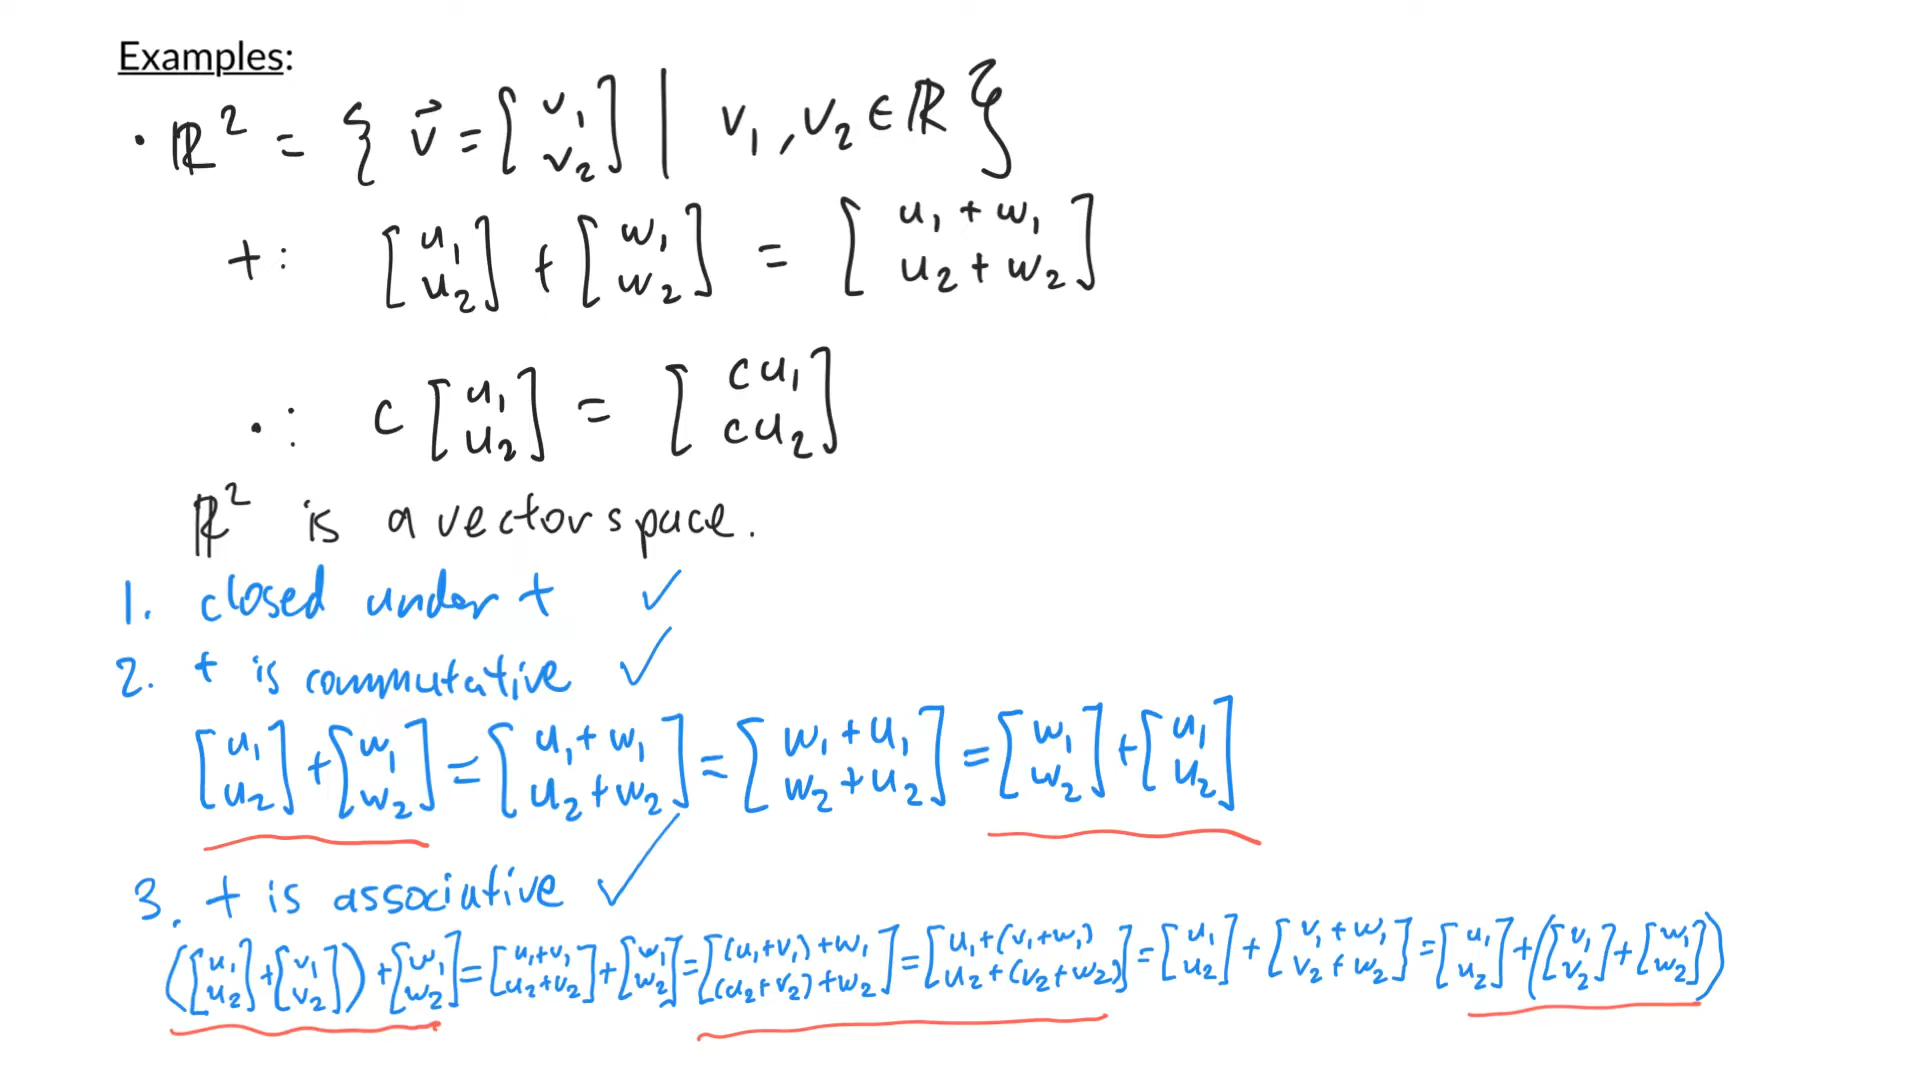 Examples:
• ℝ² = { v⃗ = [v₁ v₂] | v₁, v₂ ∈ ℝ }
+: [u₁ u₂] + [w₁ w₂] = [u₁ + w₁ u₂ + w₂]
·: c [u₁ u₂] = [cu₁ cu₂]
ℝ² is a vector space.
1. closed under + ✓
2. + is commutative ✓
[u₁ u₂] + [w₁ w₂] = [u₁ + w₁ u₂ + w₂] = [w₁ + u₁ w₂ + u₂] = [w₁ w₂] + [u₁ u₂]
3. + is associative ✓
([u₁ u₂] + [v₁ v₂]) + [w₁ w₂] = [u₁+v₁ u₂+v₂] + [w₁ w₂] = [(u₁+v₁)+w₁ (u₂+v₂)+w₂] = [u₁+(v₁+w₁) u₂+(v₂+w₂)] = [u₁ u₂] + [v₁+w₁ v₂+w₂] = [u₁ u₂] + ([v₁ v₂] + [w₁ w₂])